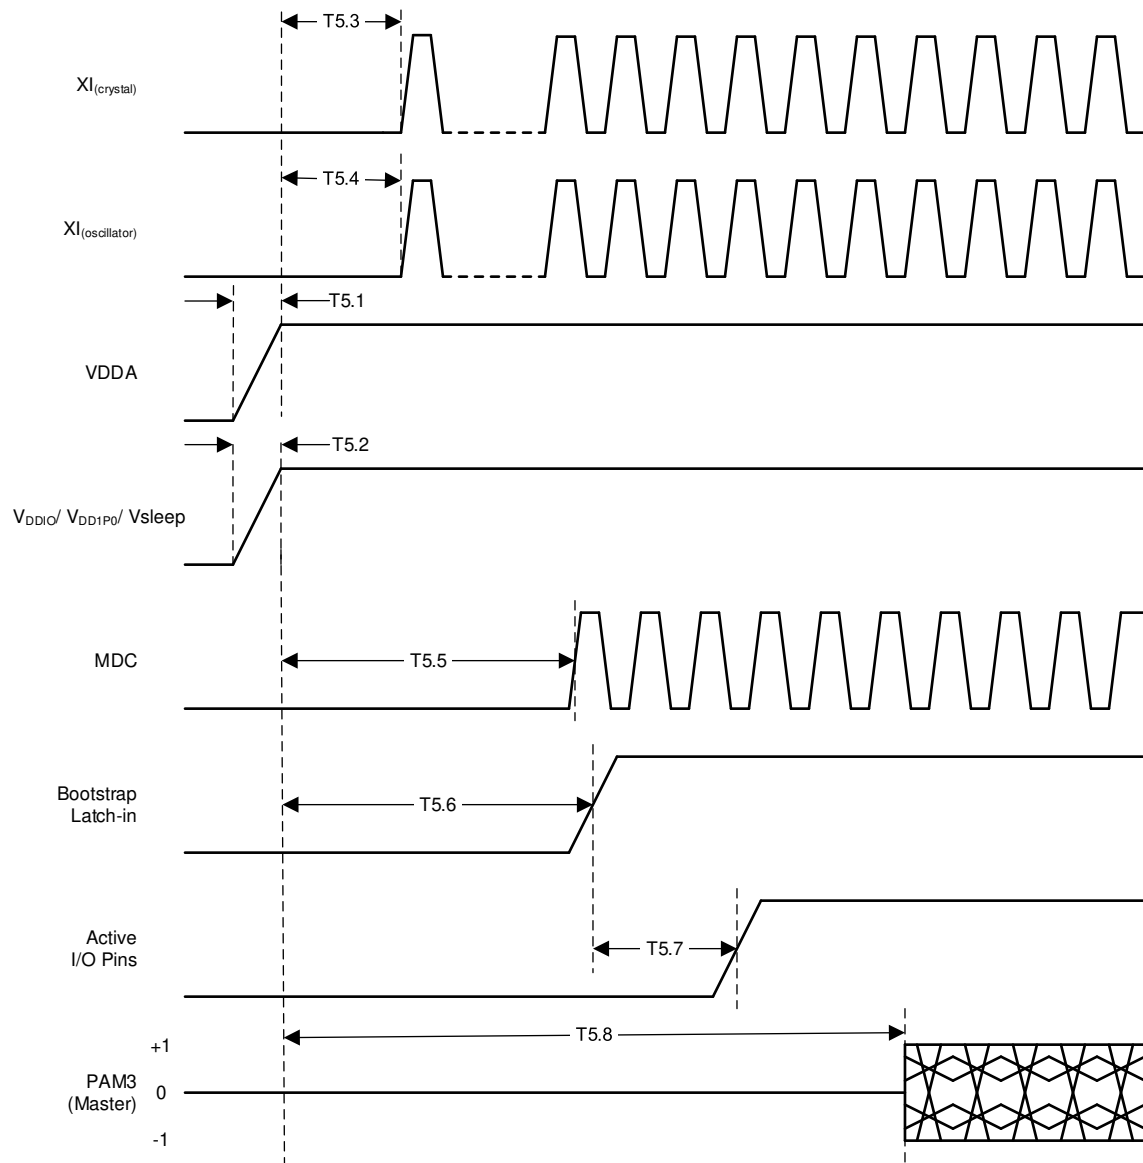 T5.3
XI(crystal)
T5.4
XI(oscillator)
T5.1
VDDA
T5.2
VDDIO/ VDD1P0/ Vsleep
T5.5
MDC
Bootstrap
Latch-in
T5.6
Active
I/O Pins
T5.7
T5.8
+1
PAM3
(Master)
0
-1